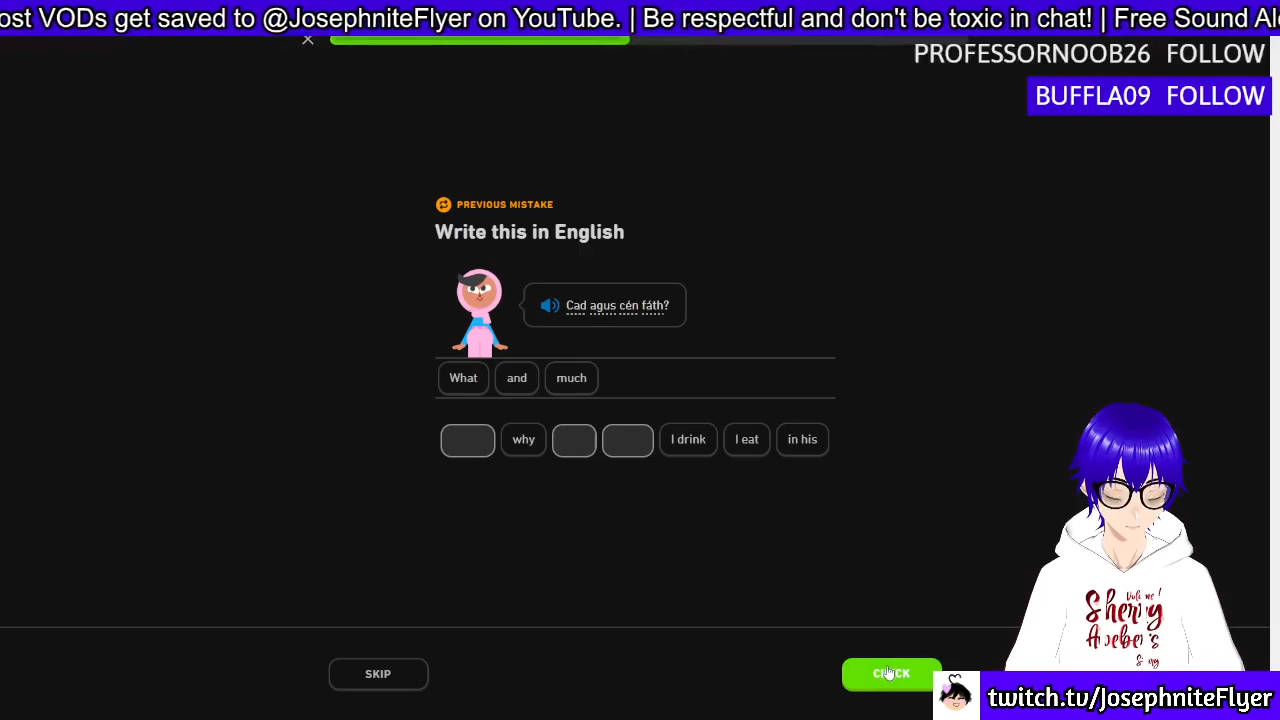 ost VODs get saved to @JosephniteFlyer on YouTube. | Be respectful and don't be toxic in chat! | Free Sound Ale
PROFESSORNOOB26 FOLLOW
BUFFLA09 FOLLOW
PREVIOUS MISTAKE
Write this in English
Cad agus cén fáth?
What and much
why I drink I eat in his
SKIP
CHECK
Sherry
twitch.tv/JosephniteFlyer